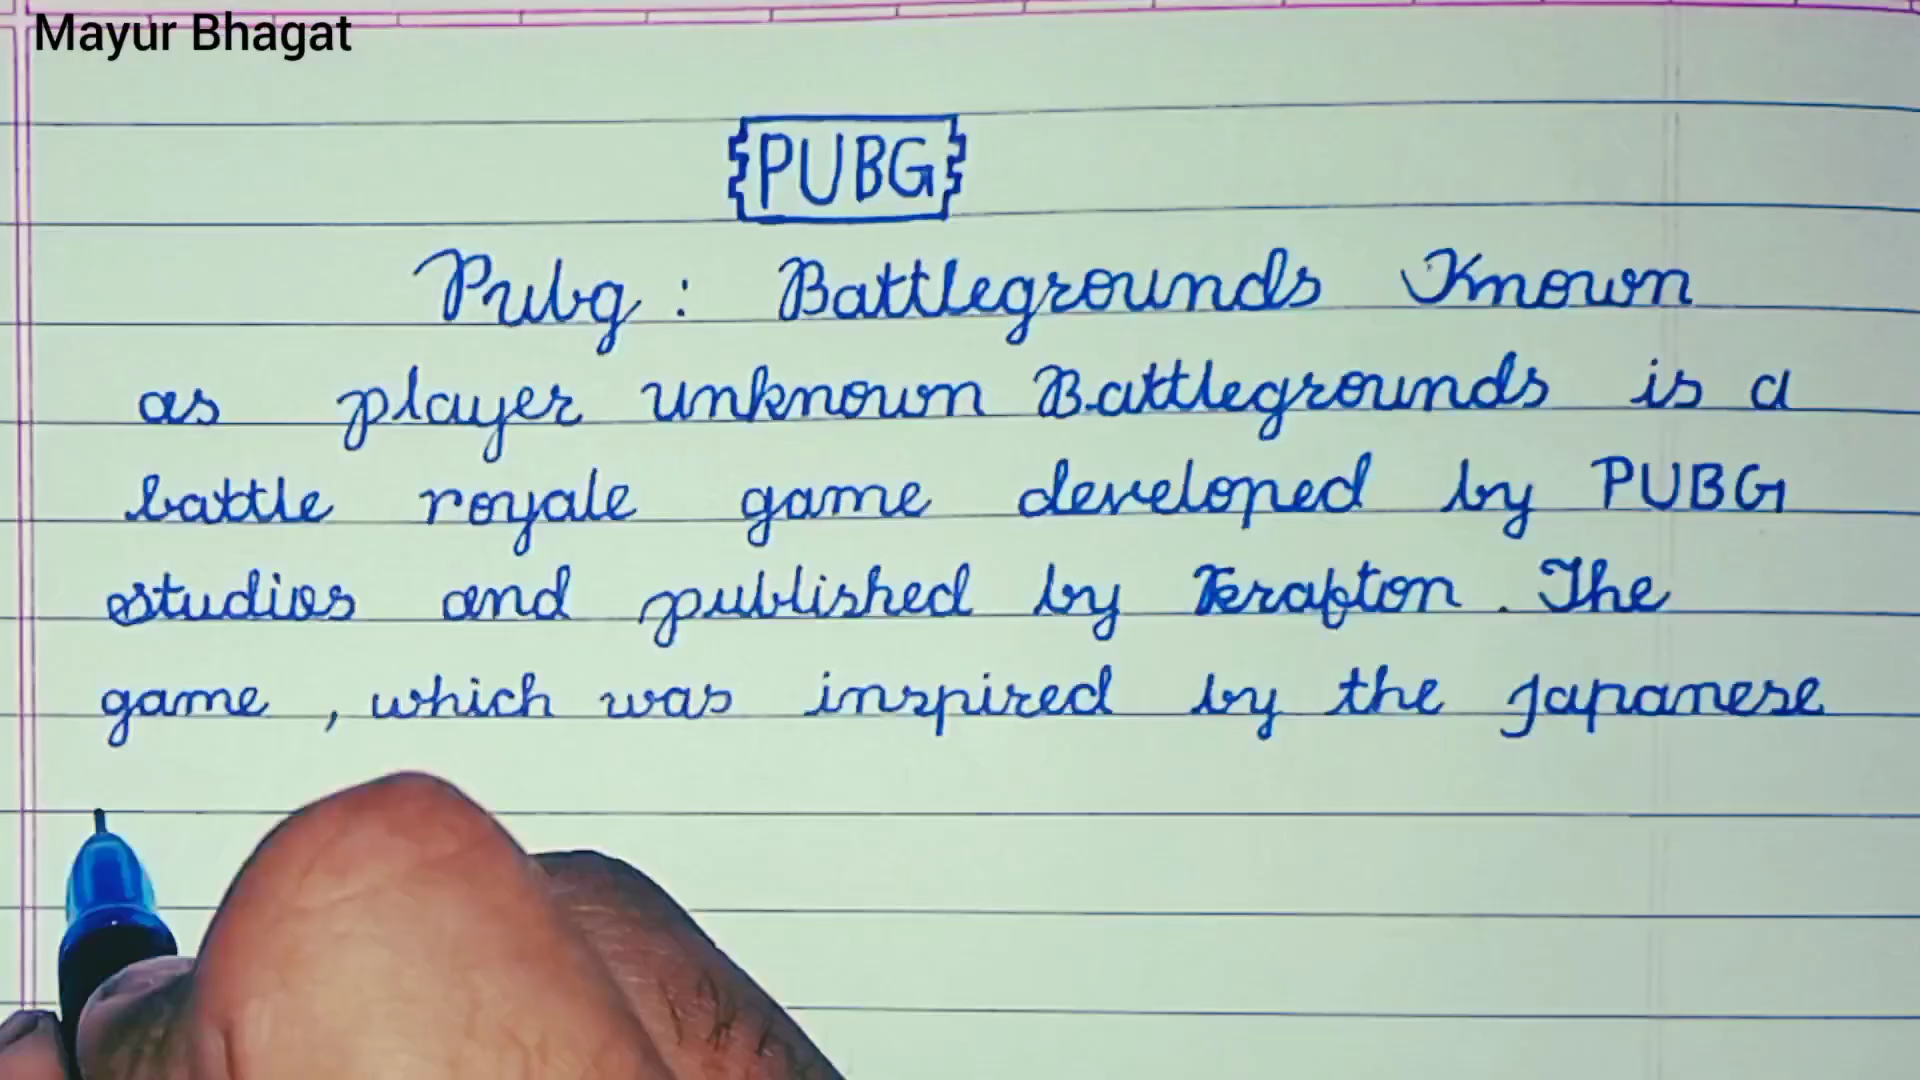 Mayur Bhagat
{PUBG}
Pubg : Battlegrounds Known
as player unknown Battlegrounds is a
battle royale game developed by PUBG
studios and published by Krafton . The
game , which was inspired by the Japanese